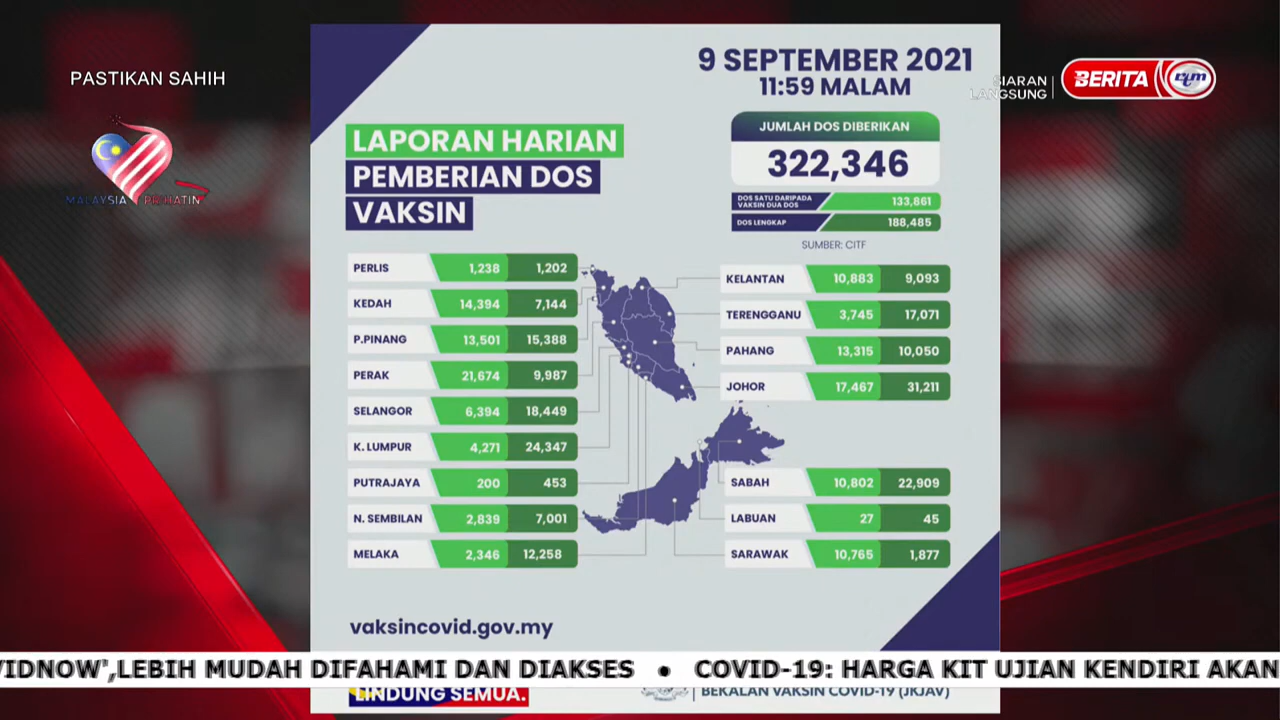 PASTIKAN SAHIH
MALAYSIA PRIHATIN
SIARAN
LANGSUNG
BERITA rtm
9 SEPTEMBER 2021
11:59 MALAM
LAPORAN HARIAN
PEMBERIAN DOS
VAKSIN
JUMLAH DOS DIBERIKAN
322,346
DOS SATU DARIPADA
VAKSIN DUA DOS 133,861
DOS LENGKAP 188,485
SUMBER: CITF
PERLIS 1,238 1,202
KEDAH 14,394 7,144
P.PINANG 13,501 15,388
PERAK 21,674 9,987
SELANGOR 6,394 18,449
K. LUMPUR 4,271 24,347
PUTRAJAYA 200 453
N. SEMBILAN 2,839 7,001
MELAKA 2,346 12,258
KELANTAN 10,883 9,093
TERENGGANU 3,745 17,071
PAHANG 13,315 10,050
JOHOR 17,467 31,211
SABAH 10,802 22,909
LABUAN 27 45
SARAWAK 10,765 1,877
vaksincovid.gov.my
VIDNOW",LEBIH MUDAH DIFAHAMI DAN DIAKSES • COVID-19: HARGA KIT UJIAN KENDIRI AKAN
LINDUNG SEMUA.
BEKALAN VAKSIN COVID-19 (JKJAV)